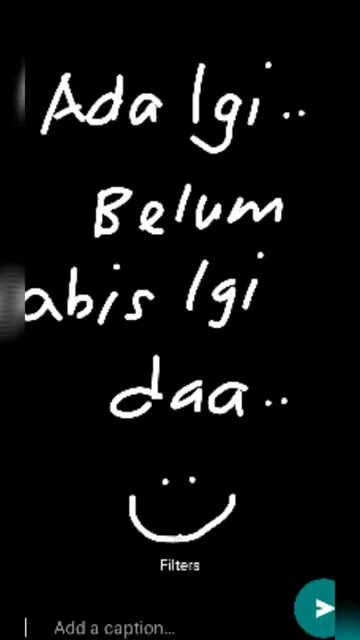 Ada lgi..
Belum
abis lgi
daa..
Filters
Add a caption...